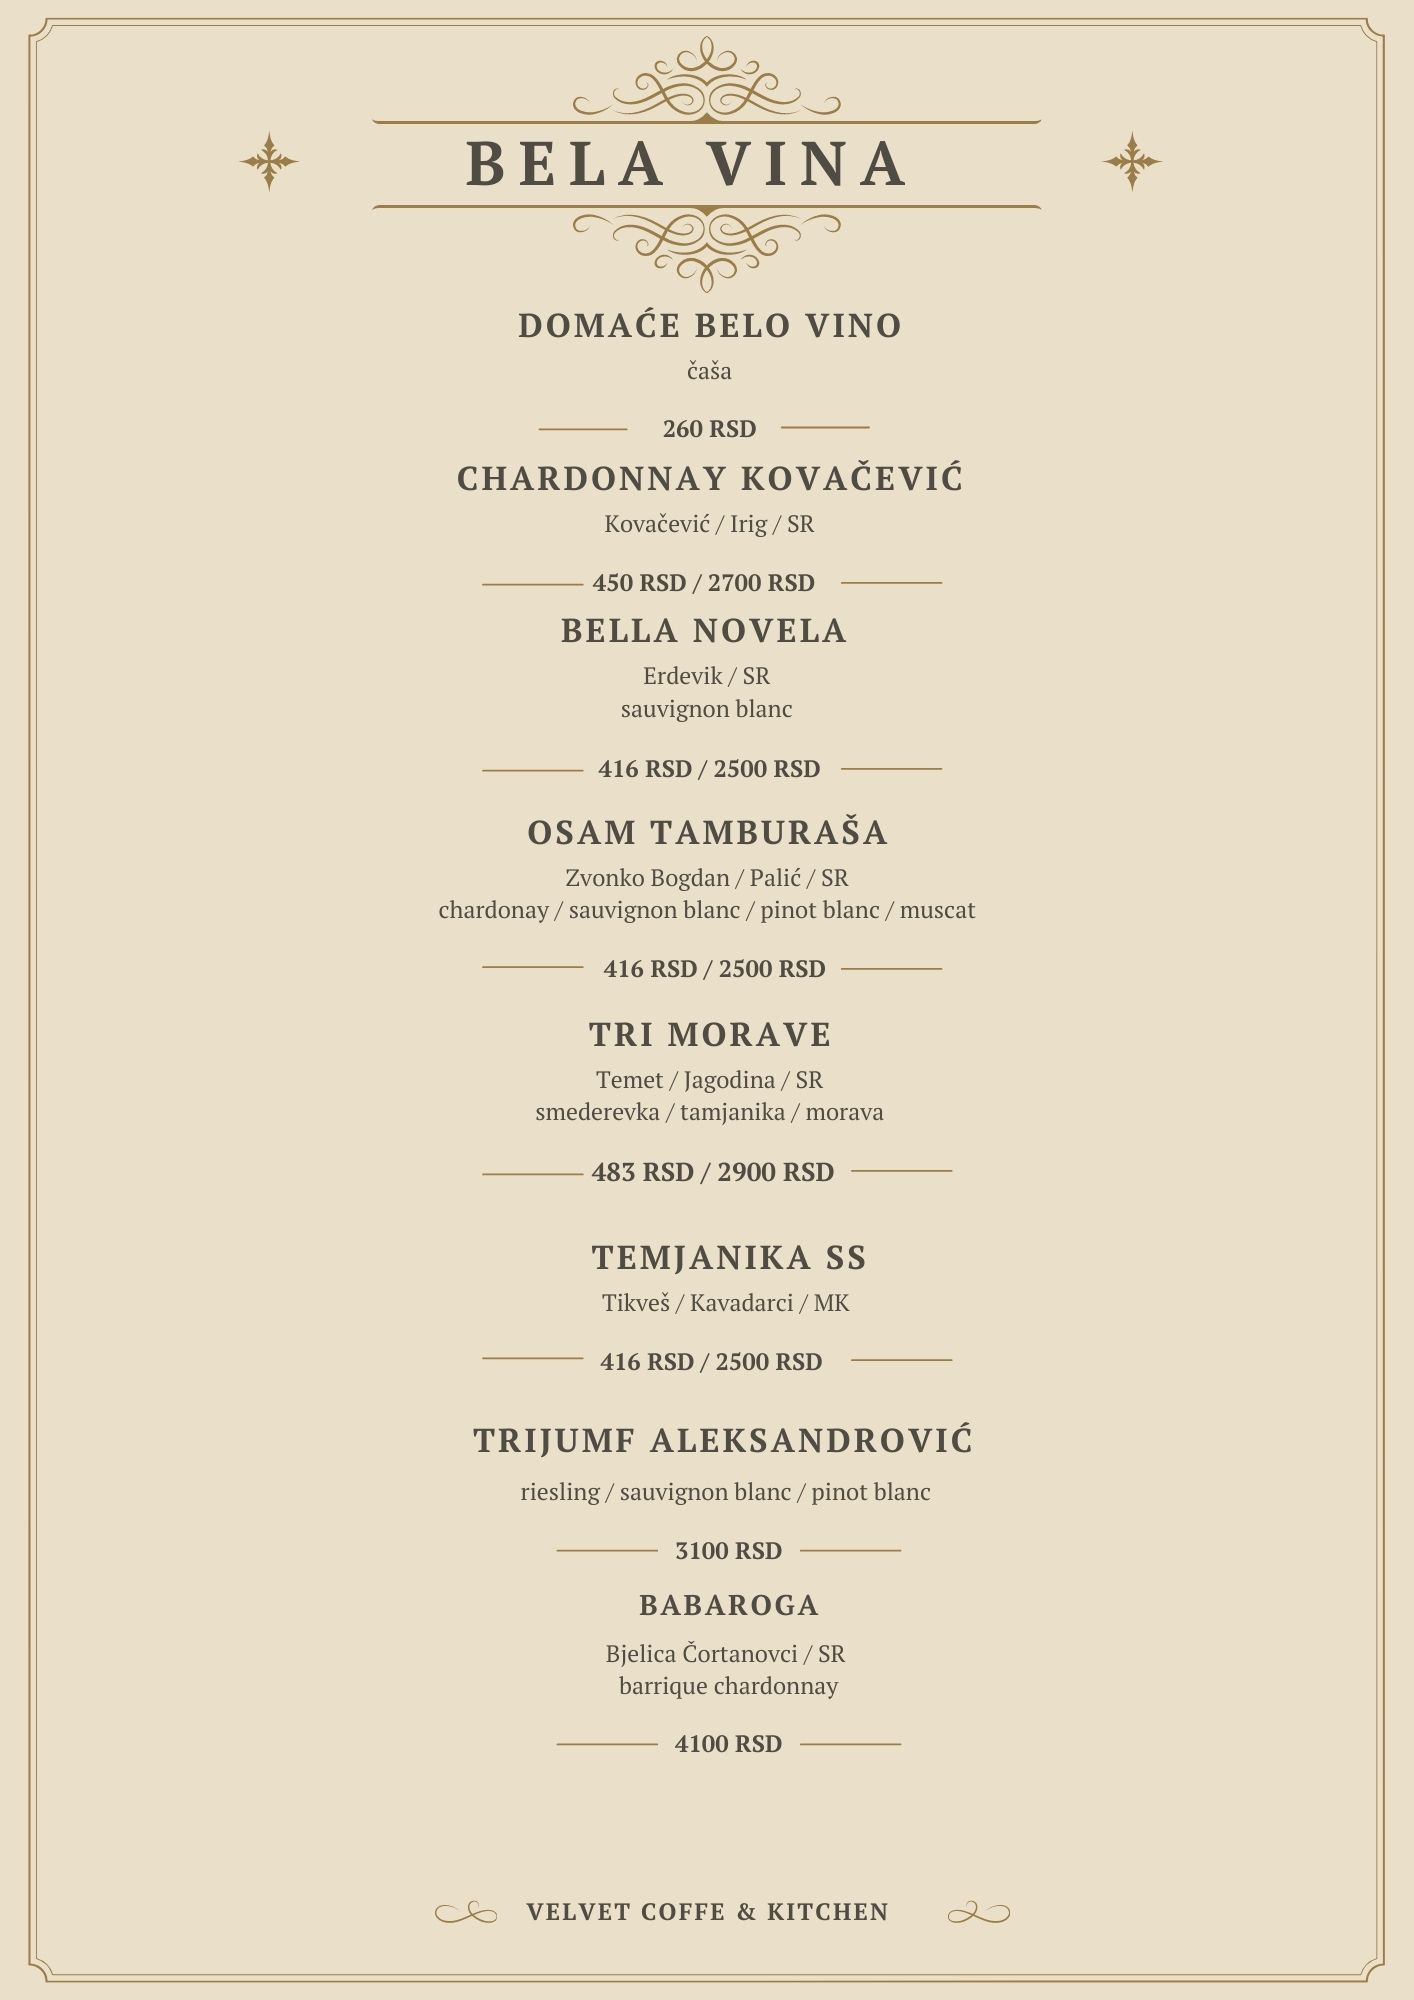 BELA VINA
DOMAĆE BELO VINO
čaša
260 RSD
CHARDONNAY KOVAČEVIĆ
Kovačević / Irig / SR
450 RSD / 2700 RSD
BELLA NOVELA
Erdevik / SR
sauvignon blanc
416 RSD / 2500 RSD
OSAM TAMBURAŠA
Zvonko Bogdan / Palić / SR
chardonay / sauvignon blanc / pinot blanc / muscat
416 RSD / 2500 RSD
TRI MORAVE
Temet / Jagodina / SR
smederevka / tamjanika / morava
483 RSD / 2900 RSD
TEMJANIKA SS
Tikveš / Kavadarci / MK
416 RSD / 2500 RSD
TRIJUMF ALEKSANDROVIĆ
riesling / sauvignon blanc / pinot blanc
3100 RSD
BABAROGA
Bjelica Čortanovci / SR
barrique chardonnay
4100 RSD
VELVET COFFE & KITCHEN